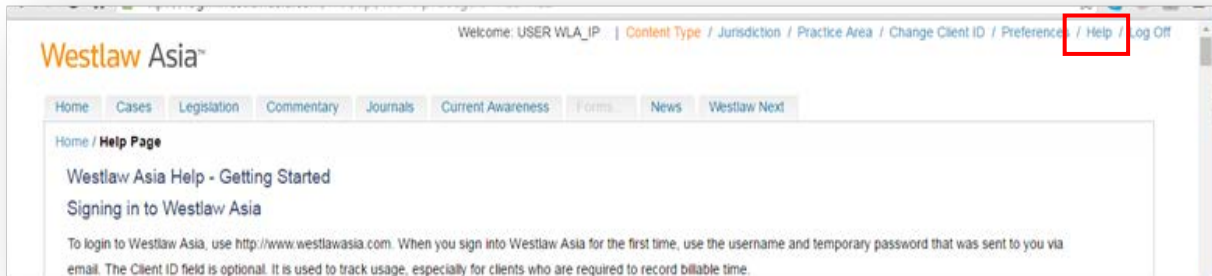 Welcome: USER WLA_IP | Content Type / Jurisdiction / Practice Area / Change Client ID / Preferences / Help / Log Off
Westlaw Asia™
Home Cases Legislation Commentary Journals Current Awareness Forms News Westlaw Next
Home / Help Page
Westlaw Asia Help - Getting Started
Signing in to Westlaw Asia
To login to Westlaw Asia, use http://www.westlawasia.com. When you sign into Westlaw Asia for the first time, use the username and temporary password that was sent to you via
email. The Client ID field is optional. It is used to track usage, especially for clients who are required to record billable time.